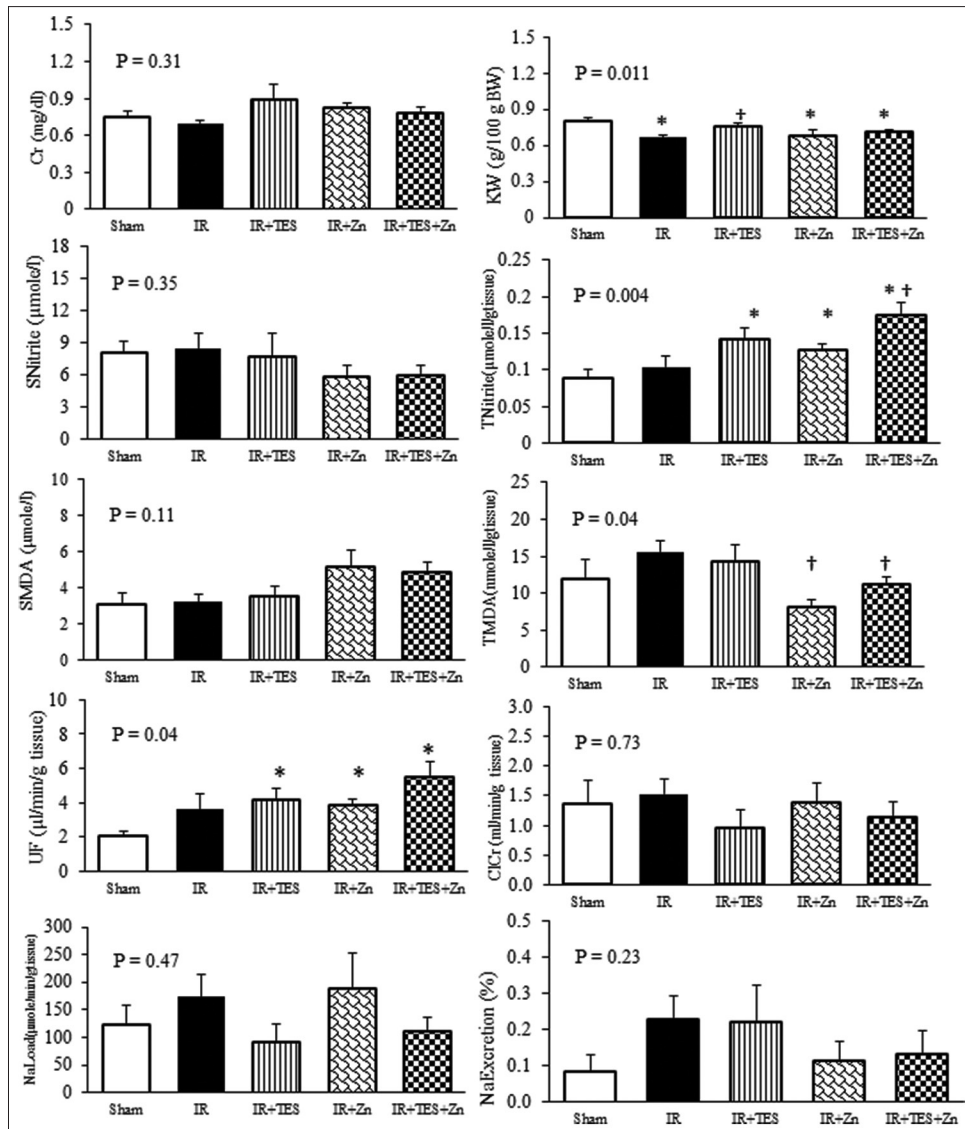 Cr (mg/dl)
1.5
1.2
0.9
0.6
0.3
0
P = 0.31
Sham IR IR+TES IR+Zn IR+TES+Zn
KW (g/100 g BW)
1.5
1.2
0.9
0.6
0.3
0
P = 0.011
* † * *
Sham IR IR+TES IR+Zn IR+TES+Zn
SNitrite (μmole/l)
18
15
12
9
6
3
0
P = 0.35
Sham IR IR+TES IR+Zn IR+TES+Zn
TNitrite(μmole/l/gtissue)
0.25
0.2
0.15
0.1
0.05
0
P = 0.004
* * * †
Sham IR IR+TES IR+Zn IR+TES+Zn
SMDA (μmole/l)
10
8
6
4
2
0
P = 0.11
Sham IR IR+TES IR+Zn IR+TES+Zn
TMDA(nmole/l/gtissue)
25
20
15
10
5
0
P = 0.04
† †
Sham IR IR+TES IR+Zn IR+TES+Zn
UF (μl/min/g tissue)
10
8
6
4
2
0
P = 0.04
* * *
Sham IR IR+TES IR+Zn IR+TES+Zn
ClCr (ml/min/g tissue)
3.0
2.5
2.0
1.5
1.0
0.5
0.0
P = 0.73
Sham IR IR+TES IR+Zn IR+TES+Zn
NaLoad(μmole/min/gtissue)
300
250
200
150
100
50
0
P = 0.47
Sham IR IR+TES IR+Zn IR+TES+Zn
NaExcretion (%)
0.5
0.4
0.3
0.2
0.1
0.0
P = 0.23
Sham IR IR+TES IR+Zn IR+TES+Zn